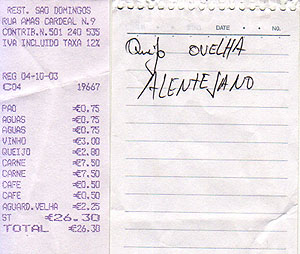 REST. SAO DOMINGOS
RUA AMAS CARDEAL N.9
CONTRIB.N.501 240 535
IVA INCLUIDO TAXA 12%
REG 04-10-03
C04 19667
PAO €0.75
AGUAS €0.75
AGUAS €0.75
VINHO €3.00
QUEIJO €2.80
CARNE €7.50
CARNE €7.50
CAFE €0.50
CAFE €0.50
AGUARD.VELHA €2.25
ST €26.30
TOTAL €26.30
DATE NO.
Queijo OVELHA
ALENTEJANO